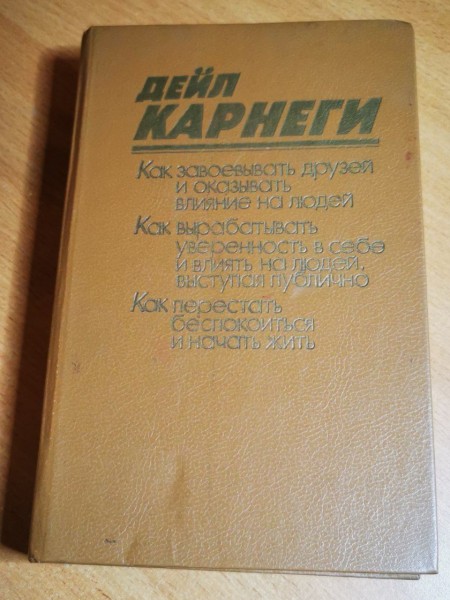 ДЕЙЛ
КАРНЕГИ
Как завоевывать друзей
и оказывать
влияние на людей
Как вырабатывать
уверенность в себе
и влиять на людей,
выступая публично
Как перестать
беспокоиться
и начать жить